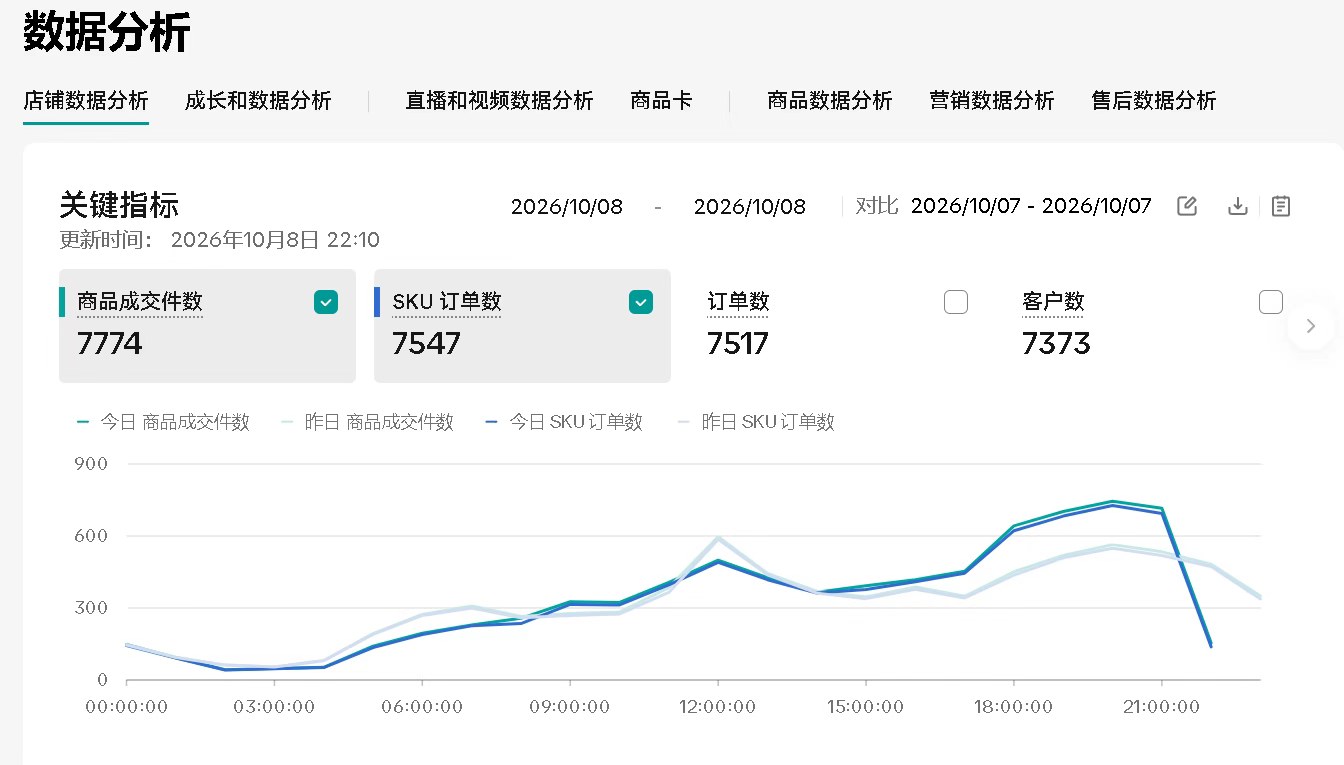 数据分析
店铺数据分析 成长和数据分析 直播和视频数据分析 商品卡 商品数据分析 营销数据分析 售后数据分析
关键指标 2026/10/08 - 2026/10/08 对比 2026/10/07 - 2026/10/07
更新时间： 2026年10月8日 22:10
商品成交件数 SKU 订单数 订单数 客户数
7774 7547 7517 7373
今日 商品成交件数 昨日 商品成交件数 今日 SKU 订单数 昨日 SKU 订单数
900
600
300
0
00:00:00 03:00:00 06:00:00 09:00:00 12:00:00 15:00:00 18:00:00 21:00:00